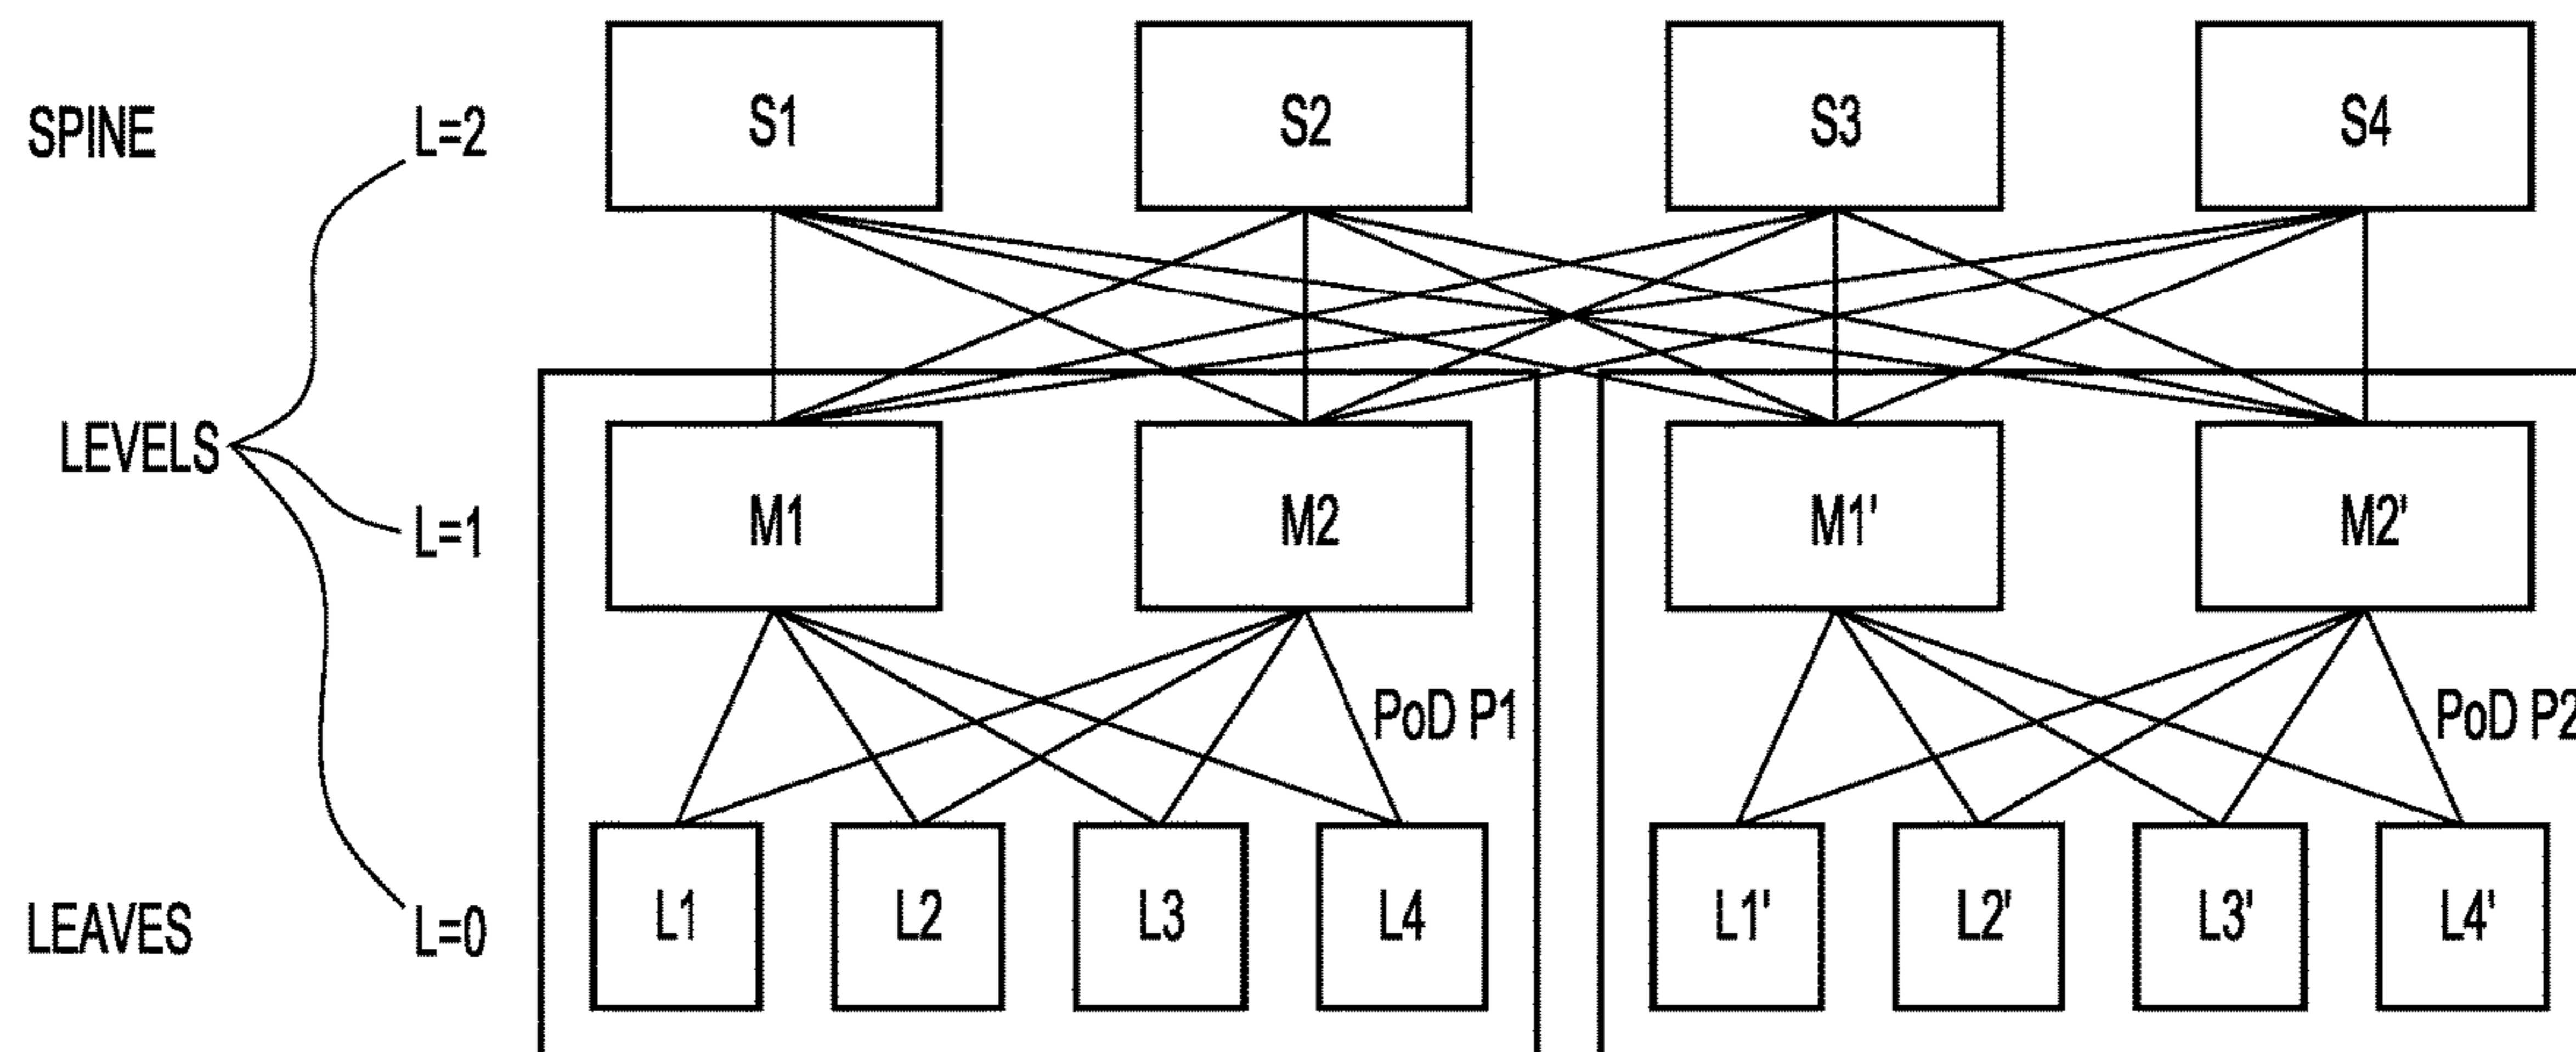 SPINE L=2 S1 S2 S3 S4
LEVELS
L=1 M1 M2 M1' M2'
PoD P1 PoD P2
LEAVES L=0 L1 L2 L3 L4 L1' L2' L3' L4'